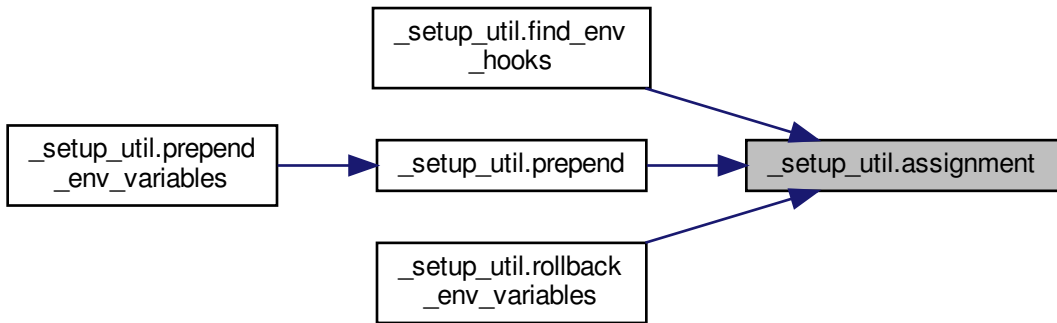 _setup_util.find_env
_hooks
_setup_util.prepend
_env_variables
_setup_util.prepend
_setup_util.assignment
_setup_util.rollback
_env_variables